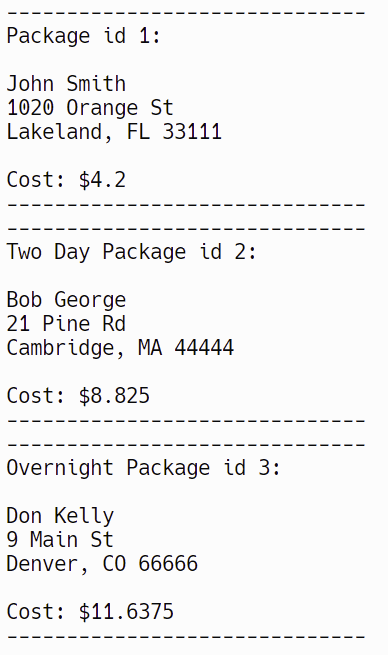 ------------------------------
Package id 1:

John Smith
1020 Orange St
Lakeland, FL 33111

Cost: $4.2
------------------------------
------------------------------
Two Day Package id 2:

Bob George
21 Pine Rd
Cambridge, MA 44444

Cost: $8.825
------------------------------
------------------------------
Overnight Package id 3:

Don Kelly
9 Main St
Denver, CO 66666

Cost: $11.6375
------------------------------